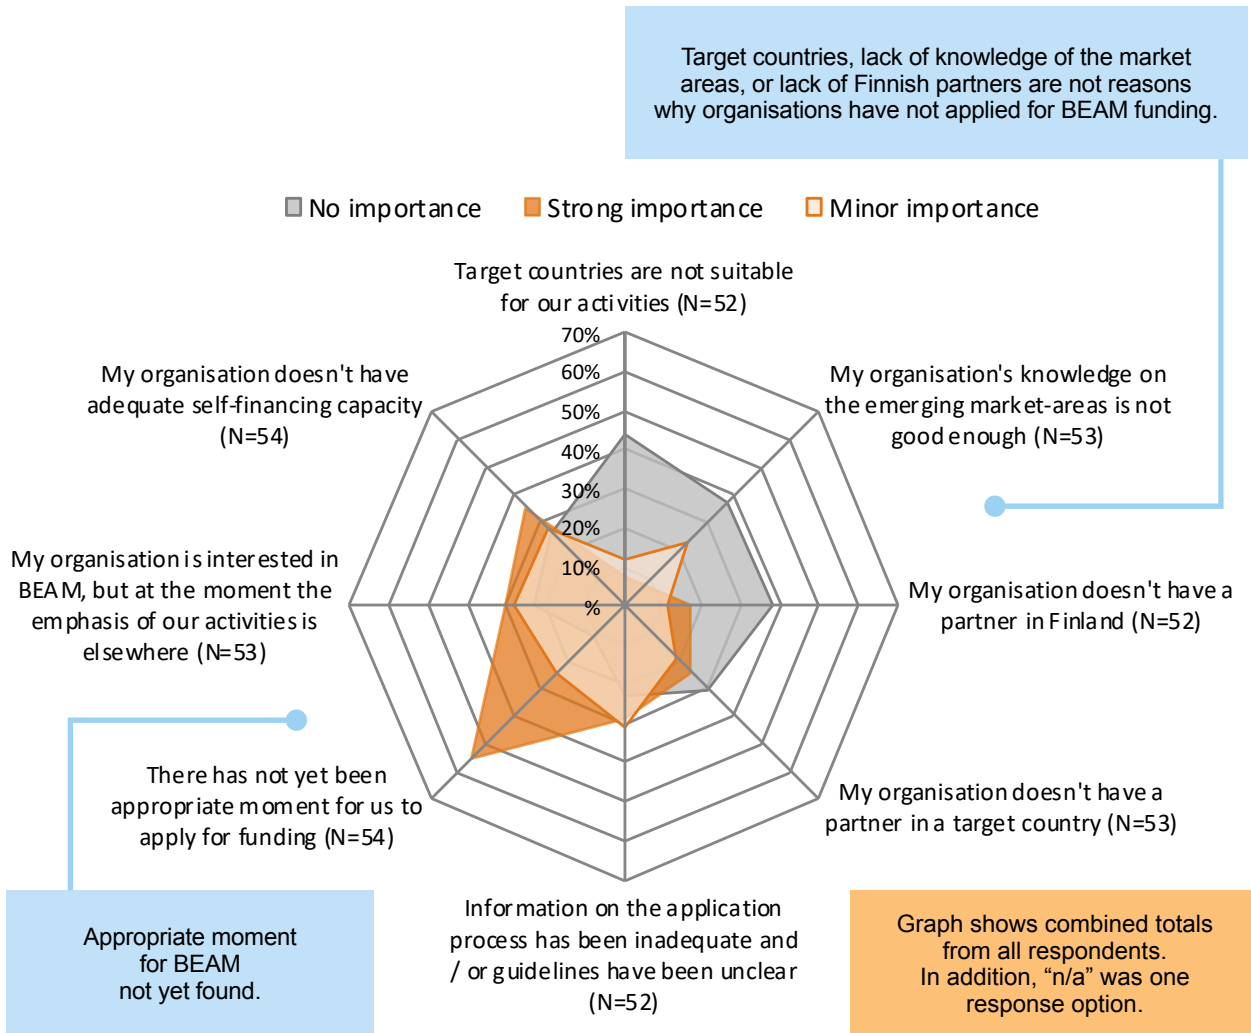 Target countries, lack of knowledge of the market
areas, or lack of Finnish partners are not reasons
why organisations have not applied for BEAM funding.
No importance
Strong importance
Minor importance
Target countries are not suitable
for our activities (N=52)
70%
60%
50%
40%
30%
20%
10%
%
My organisation's knowledge on
the emerging market-areas is not
good enough (N=53)
My organisation doesn't have a
partner in Finland (N=52)
My organisation doesn't have a
partner in a target country (N=53)
Information on the application
process has been inadequate and
/ or guidelines have been unclear
(N=52)
There has not yet been
appropriate moment for us to
apply for funding (N=54)
My organisation is interested in
BEAM, but at the moment the
emphasis of our activities is
elsewhere (N=53)
My organisation doesn't have
adequate self-financing capacity
(N=54)
Appropriate moment
for BEAM
not yet found.
Graph shows combined totals
from all respondents.
In addition, “n/a” was one
response option.